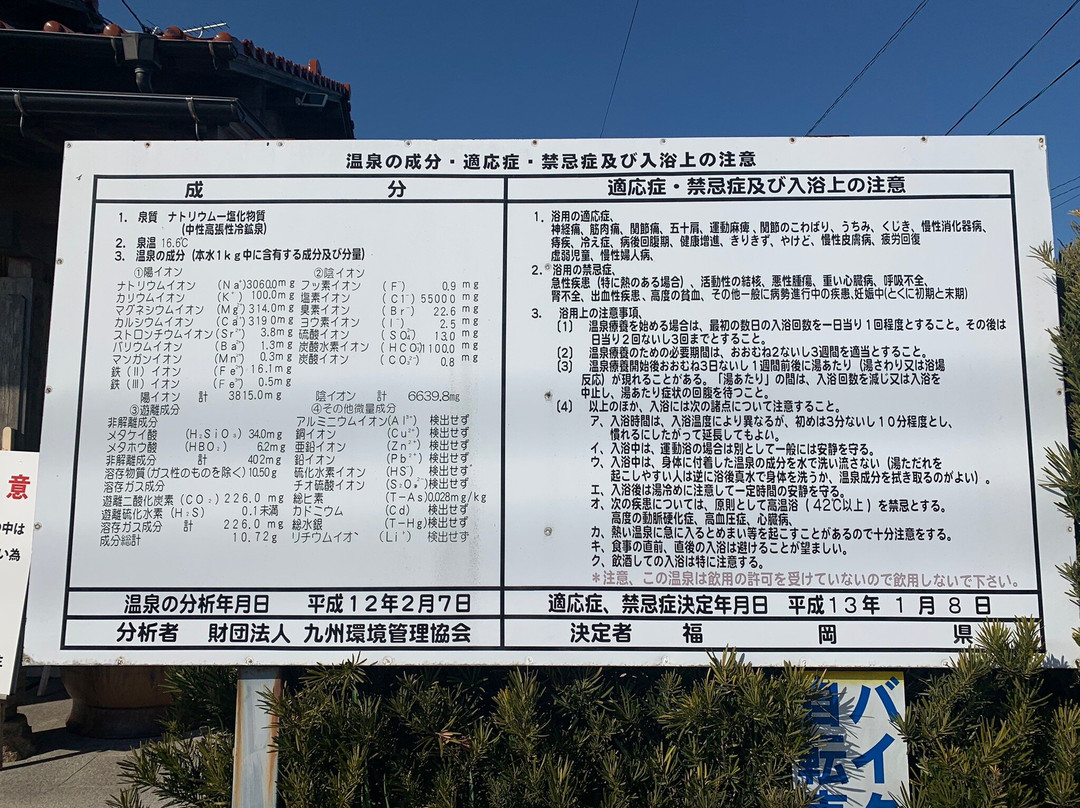 温泉の成分・適応症・禁忌症及び入浴上の注意
成分
1. 泉質 ナトリウム一塩化物質
(中性高張性冷鉱泉)
2. 泉温 16.6℃
3. 温泉の成分 (本水1kg中に含有する成分及び分量)
①陽イオン ②陰イオン
ナトリウムイオン (Na⁺) 3060.0mg フッ素イオン (F⁻) 0.9 mg
カリウムイオン (K⁺) 100.0mg 塩素イオン (Cl⁻) 5500.0 mg
マグネシウムイオン (Mg²⁺) 314.0mg 臭素イオン (Br⁻) 22.6 mg
カルシウムイオン (Ca²⁺) 319.0mg ヨウ素イオン (I⁻) 2.5 mg
ストロンチウムイオン (Sr²⁺) 3.8mg 硫酸イオン (SO₄²⁻) 13.0 mg
バリウムイオン (Ba²⁺) 1.3mg 炭酸水素イオン (HCO₃⁻) 1100.0 mg
マンガンイオン (Mn²⁺) 0.3mg 炭酸イオン (CO₃²⁻) 0.8 mg
鉄(II)イオン (Fe²⁺) 16.1mg
鉄(III)イオン (Fe³⁺) 0.5mg
陽イオン 計 3815.0mg 陰イオン 計 6639.8mg
③遊離成分 ④その他微量成分
非解離成分 アルミニウムイオン(Al³⁺) 検出せず
メタケイ酸 (H₂SiO₃) 34.0mg 銅イオン (Cu²⁺) 検出せず
メタホウ酸 (HBO₂) 6.2mg 亜鉛イオン (Zn²⁺) 検出せず
非解離成分 計 40.2mg 鉛イオン (Pb²⁺) 検出せず
溶存物質(ガス性のものを除く) 10.50g 硫化水素イオン (HS⁻) 検出せず
溶存ガス成分 チオ硫酸イオン (S₂O₃²⁻) 検出せず
遊離二酸化炭素 (CO₂) 226.0 mg 総ヒ素 (T-As) 0.028mg/kg
遊離硫化水素 (H₂S) 0.1未満 カドミウム (Cd) 検出せず
溶存ガス成分 計 226.0 mg 総水銀 (T-Hg) 検出せず
成分総計 10.72g リチウムイオン (Li⁺) 検出せず
温泉の分析年月日 平成12年2月7日
分析者 財団法人 九州環境管理協会
適応症・禁忌症及び入浴上の注意
1. 浴用の適応症、
神経痛、筋肉痛、関節痛、五十肩、運動麻痺、関節のこわばり、うちみ、くじき、慢性消化器病、
痔疾、冷え症、病後回復期、健康増進、きりきず、やけど、慢性皮膚病、疲労回復
虚弱児童、慢性婦人病、
2. 浴用の禁忌症、
急性疾患(特に熱のある場合)、活動性の結核、悪性腫傷、重い心臓病、呼吸不全、
腎不全、出血性疾患、高度の貧血、その他一般に病勢進行中の疾患、妊娠中(とくに初期と末期)
3. 浴用上の注意事項、
(1) 温泉療養を始める場合は、最初の数日の入浴回数を一日当り1回程度とすること。その後は
日当り2回ないし3回までとすること。
(2) 温泉療養のための必要期間は、おおむね2ないし3週間を適当とすること。
(3) 温泉療養開始後おおむね3日ないし1週間前後に湯あたり(湯さわり又は浴場
反応)が現れることがある。「湯あたり」の間は、入浴回数を減じ又は入浴を
中止し、湯あたり症状の回腹を待つこと。
(4) 以上のほか、入浴には次の諸点について注意すること。
ア、入浴時間は、入浴温度により異なるが、初めは3分ないし10分程度とし、
慣れるにしたがって延長してもよい。
イ、入浴中は、運動浴の場合は別として一般には安静を守る。
ウ、入浴中は、身体に付着した温泉の成分を水で洗い流さない(湯ただれを
起こしやすい人は逆に浴後真水で身体を洗うか、温泉成分を拭き取るのがよい)。
エ、入浴後は湯冷めに注意して一定時間の安静を守る。
オ、次の疾患については、原則として高温浴(42℃以上)を禁忌とする。
高度の動脈硬化症、高血圧症、心臓病、
カ、熱い温泉に急に入るとめまい等を起こすことがあるので十分注意をする。
キ、食事の直前、直後の入浴は避けることが望ましい。
ク、飲酒しての入浴は特に注意する。
*注意、この温泉は飲用の許可を受けていないので飲用しないで下さい。
適応症、禁忌症決定年月日 平成13年1月8日
決定者 福岡県
意
中は
い為
バイク
自転